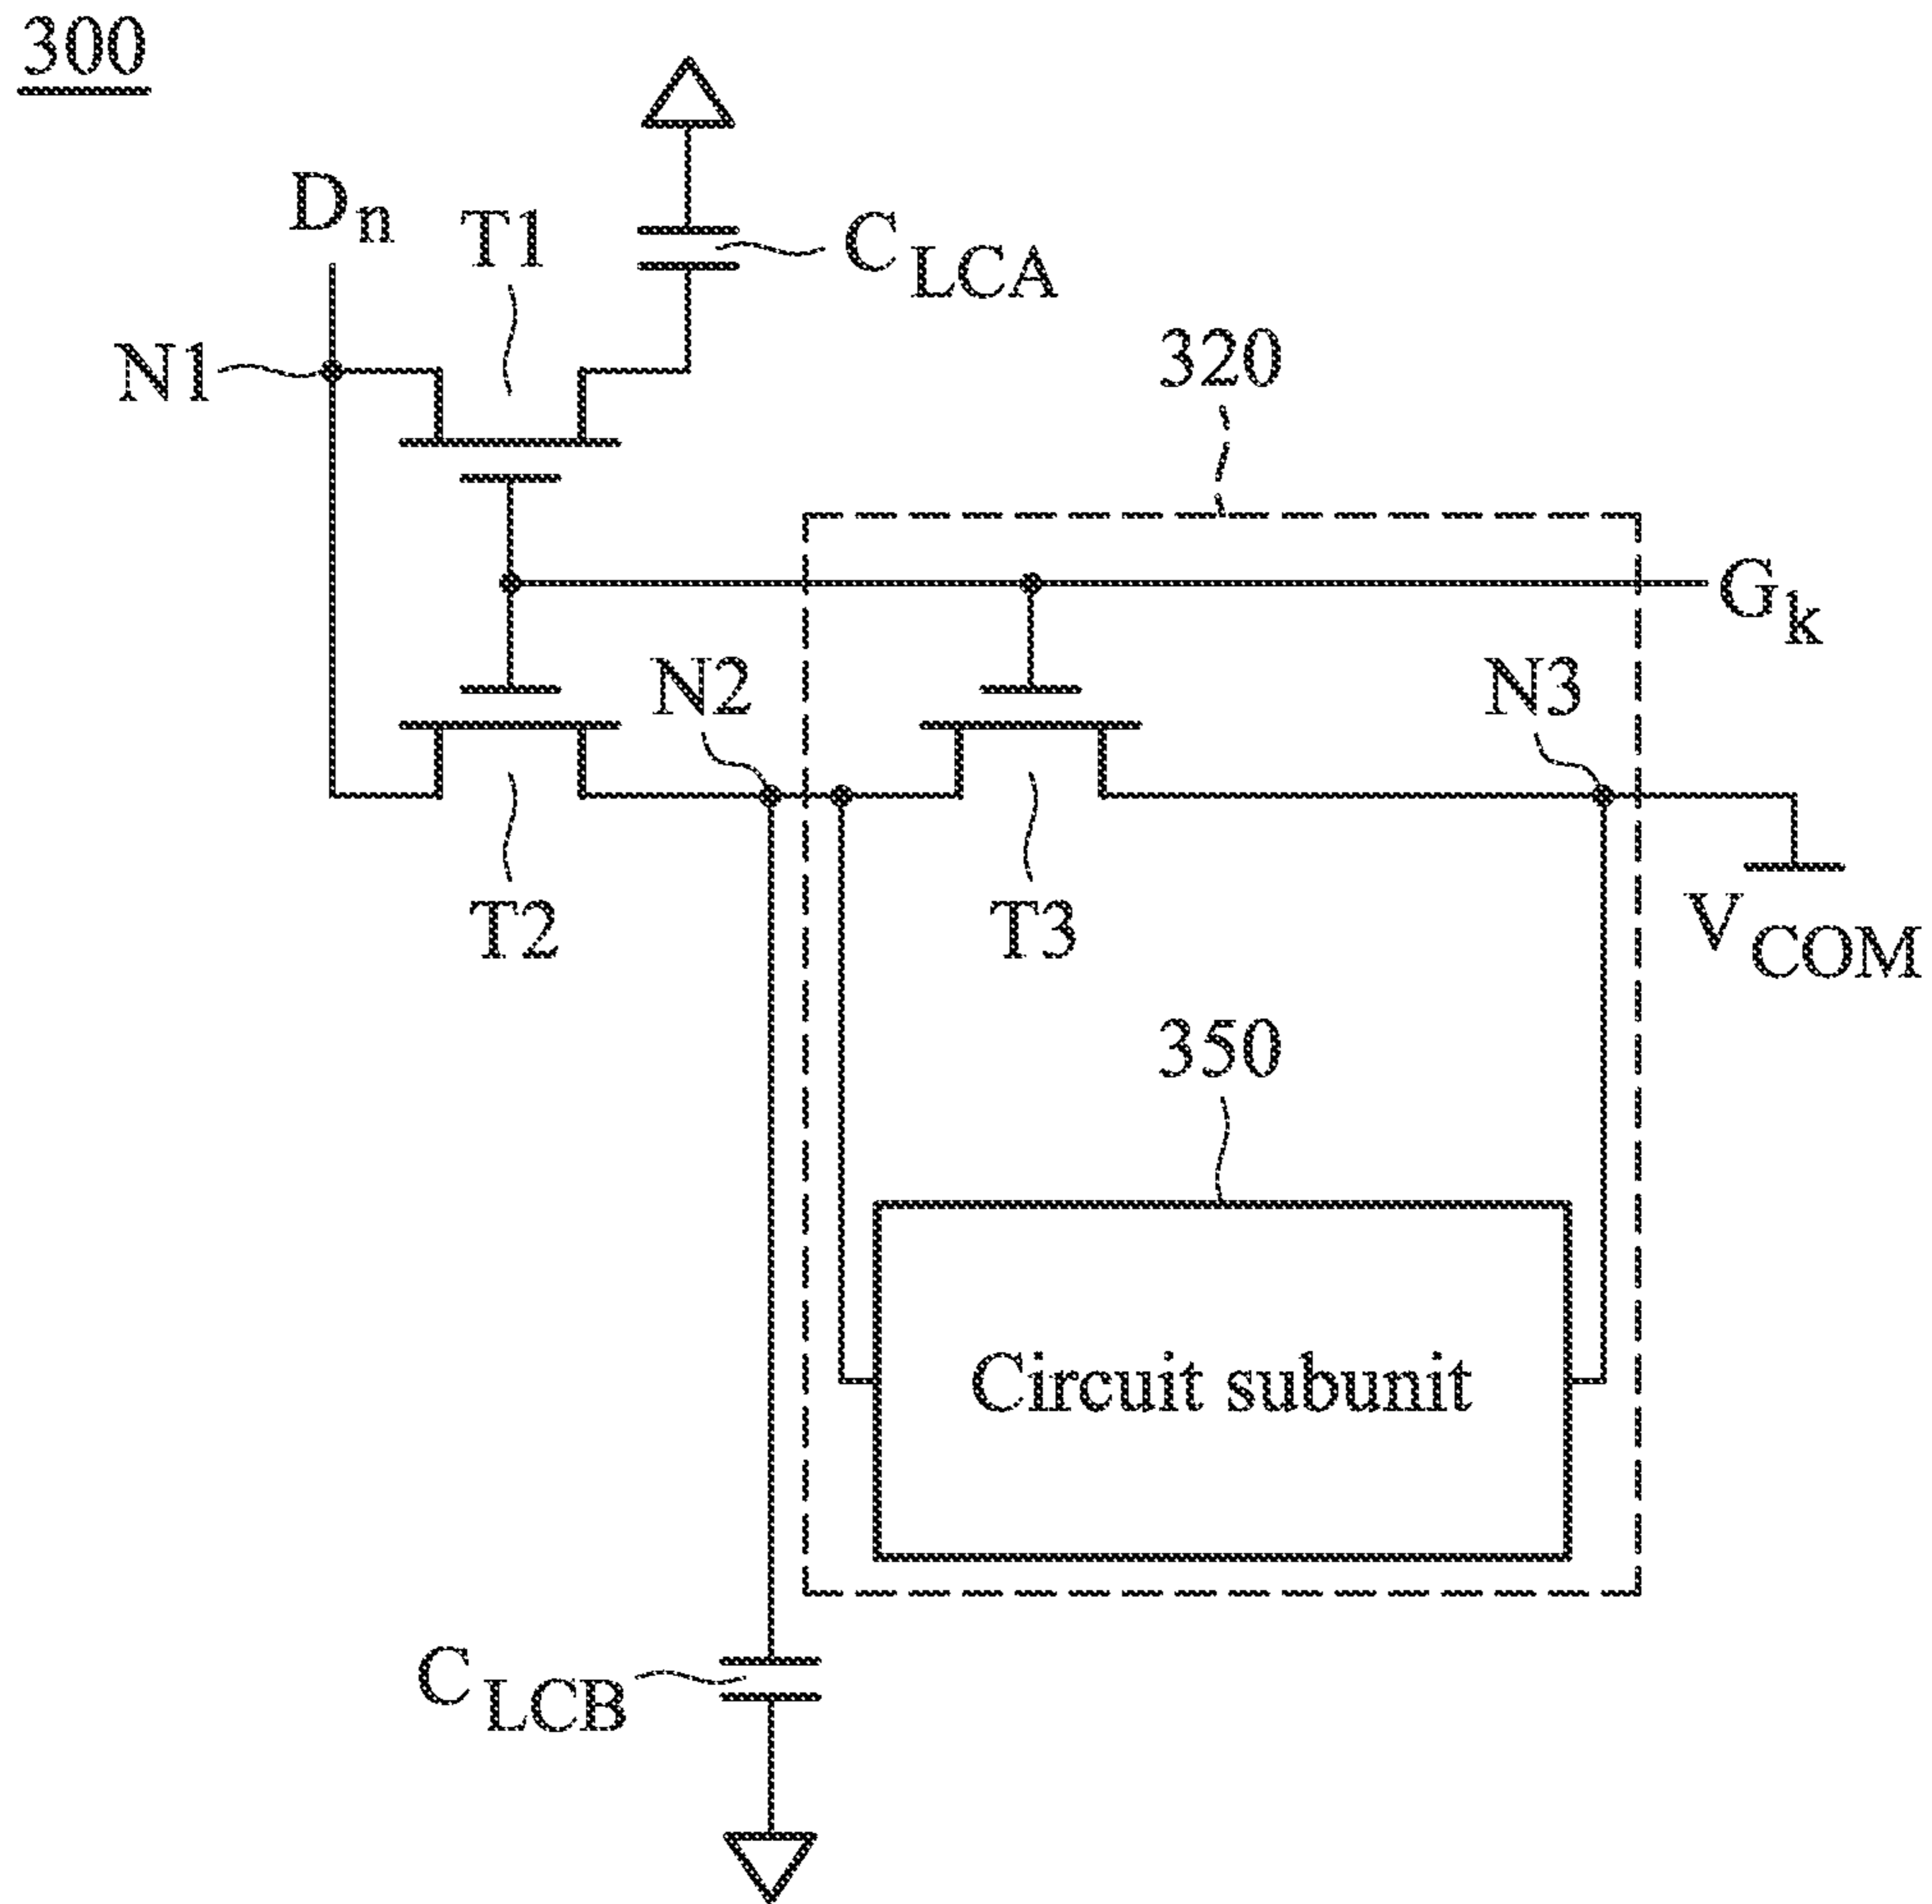 300
Dn
T1
CLCA
N1
320
Gk
N2
N3
T2
T3
VCOM
350
Circuit subunit
CLCB